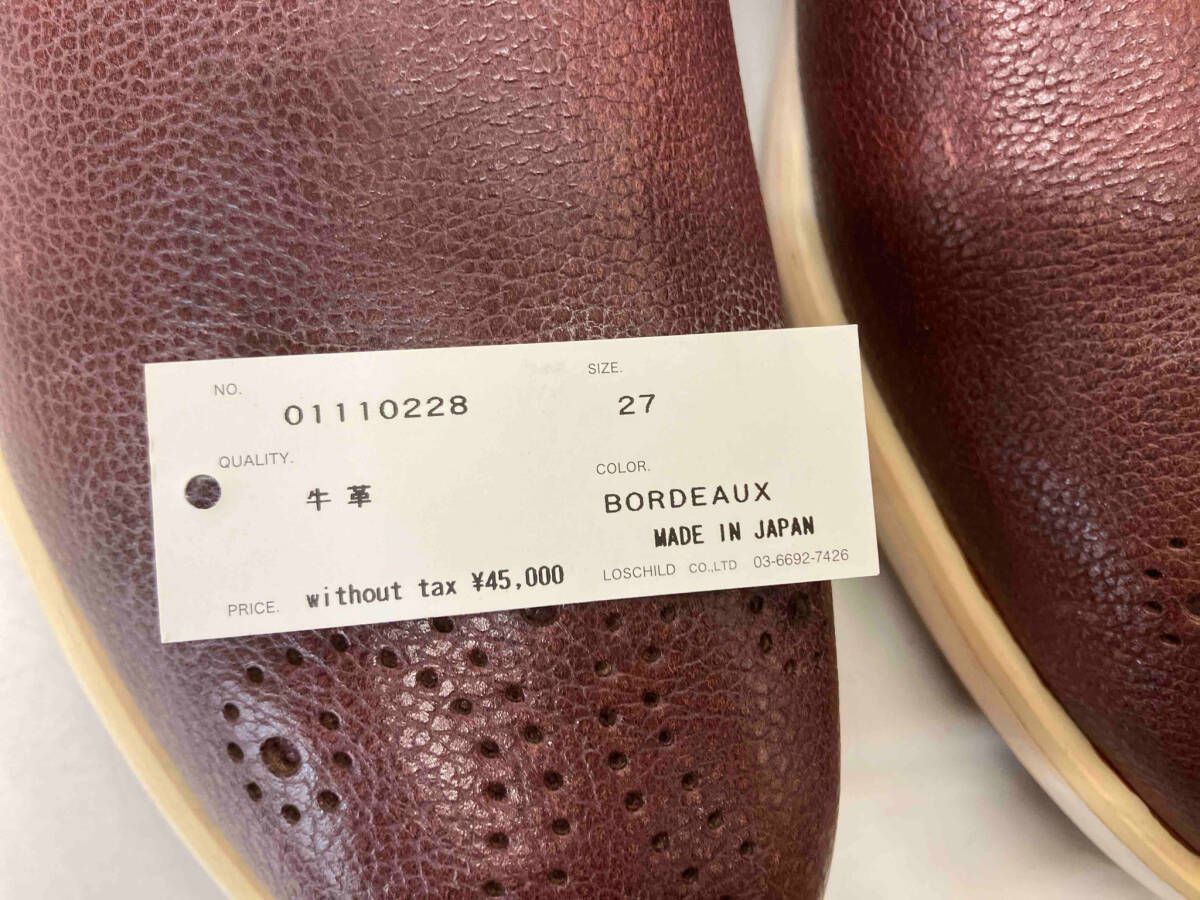 NO. 01110228
SIZE. 27
QUALITY. 牛革
COLOR. BORDEAUX
MADE IN JAPAN
PRICE. without tax ¥45,000
LOSCHILD CO.,LTD 03-6692-7426